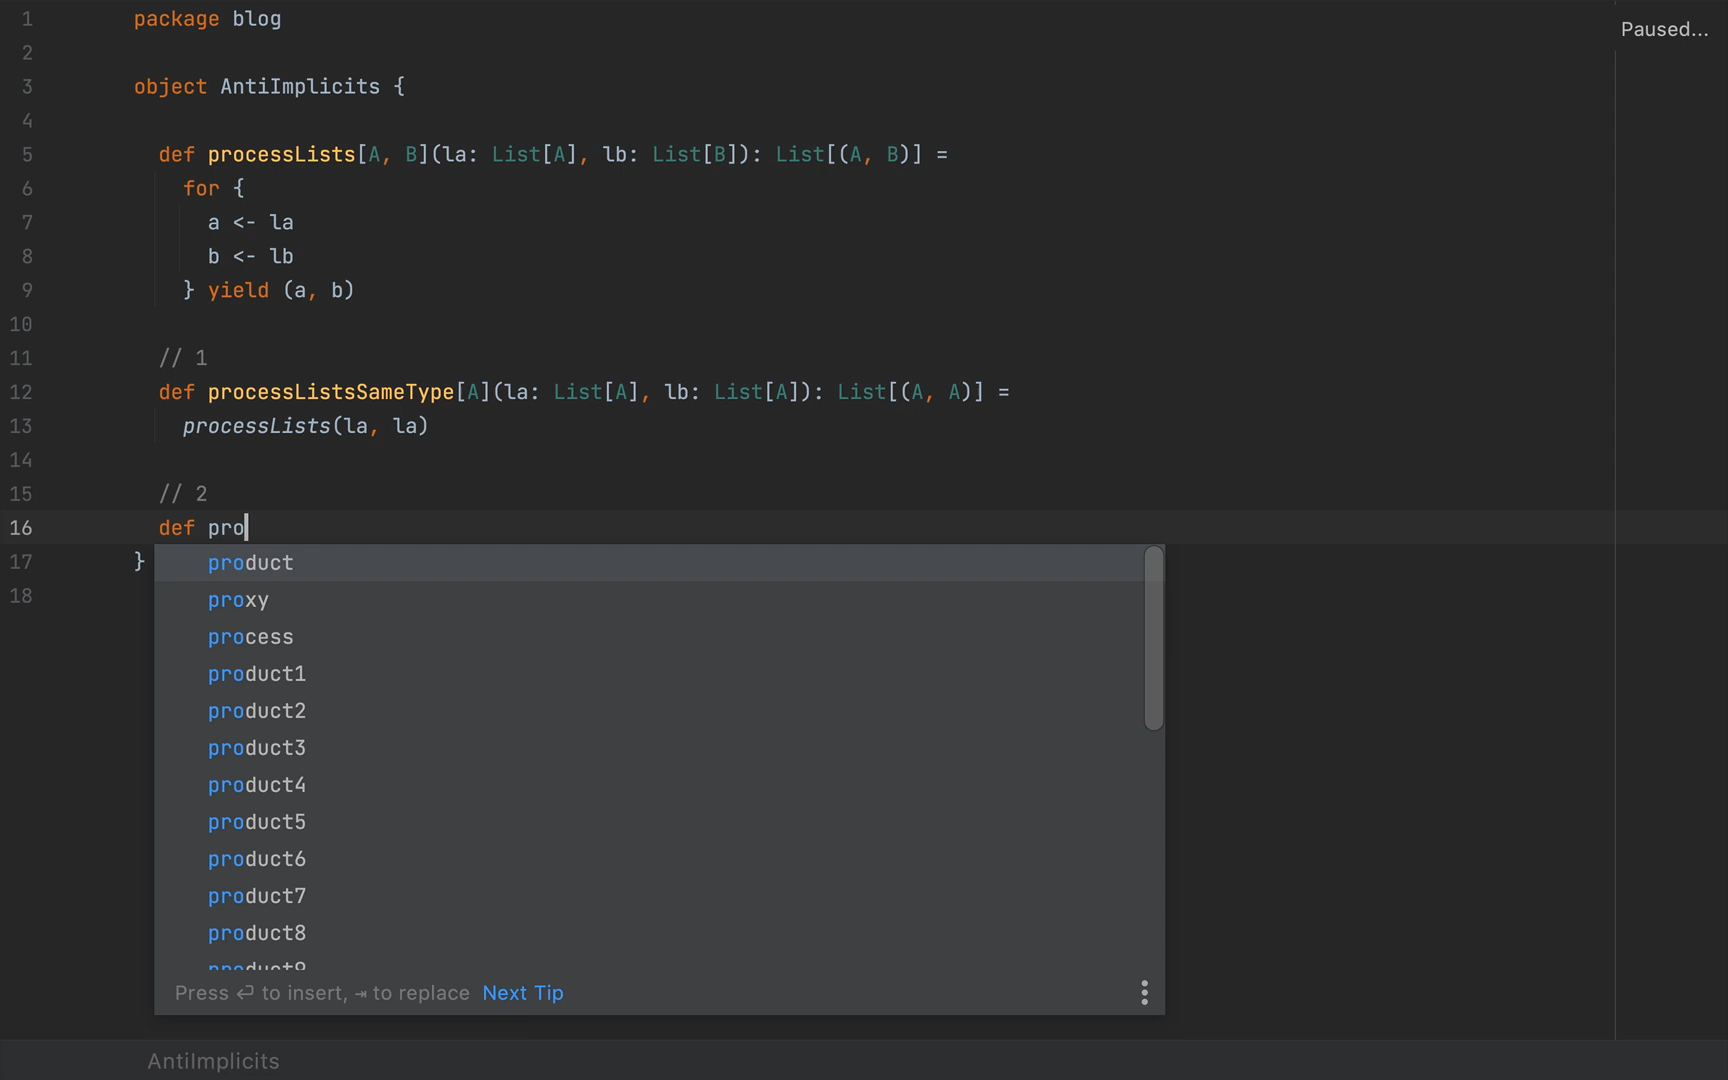 1 package blog
Paused...
2
3 object AntiImplicits {
4
5 def processLists[A, B](la: List[A], lb: List[B]): List[(A, B)] =
6 for {
7 a <- la
8 b <- lb
9 } yield (a, b)
10
11 // 1
12 def processListsSameType[A](la: List[A], lb: List[A]): List[(A, A)] =
13 processLists(la, la)
14
15 // 2
16 def pro
17 }
18
product
proxy
process
product1
product2
product3
product4
product5
product6
product7
product8
product9
Press ⏎ to insert, ⇥ to replace Next Tip
AntiImplicits